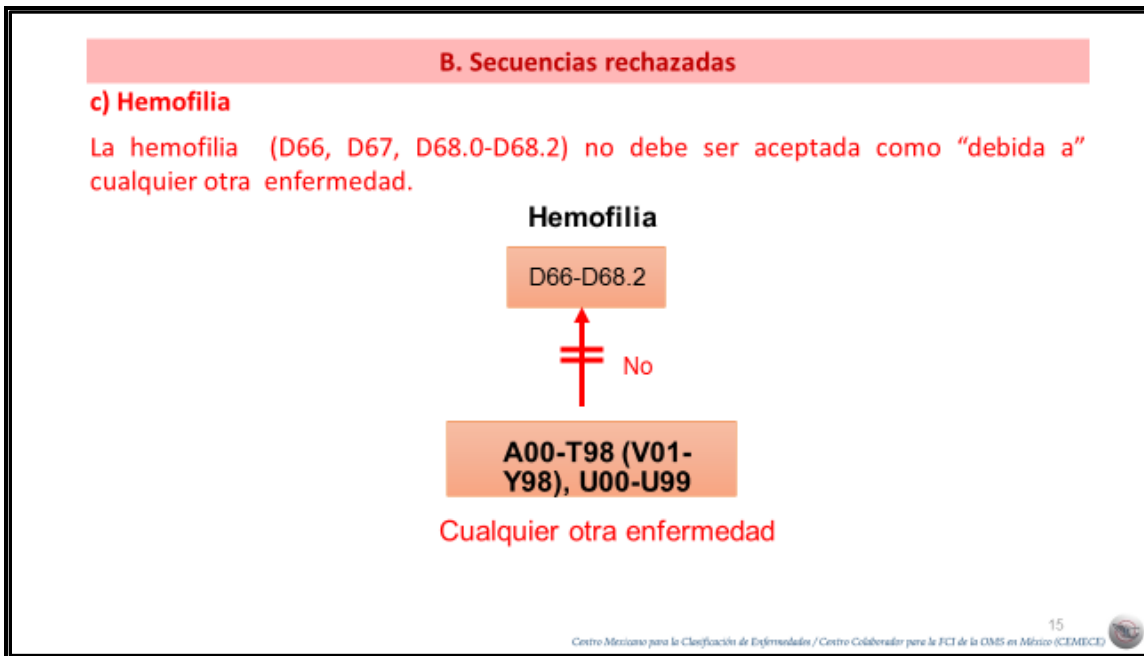 B. Secuencias rechazadas
c) Hemofilia
La hemofilia (D66, D67, D68.0-D68.2) no debe ser aceptada como “debida a”
cualquier otra enfermedad.
Hemofilia
D66-D68.2
No
A00-T98 (V01-
Y98), U00-U99
Cualquier otra enfermedad
15
Centro Mexicano para la Clasificación de Enfermedades / Centro Colaborador para la FCI de la OMS en México (CEMECE)